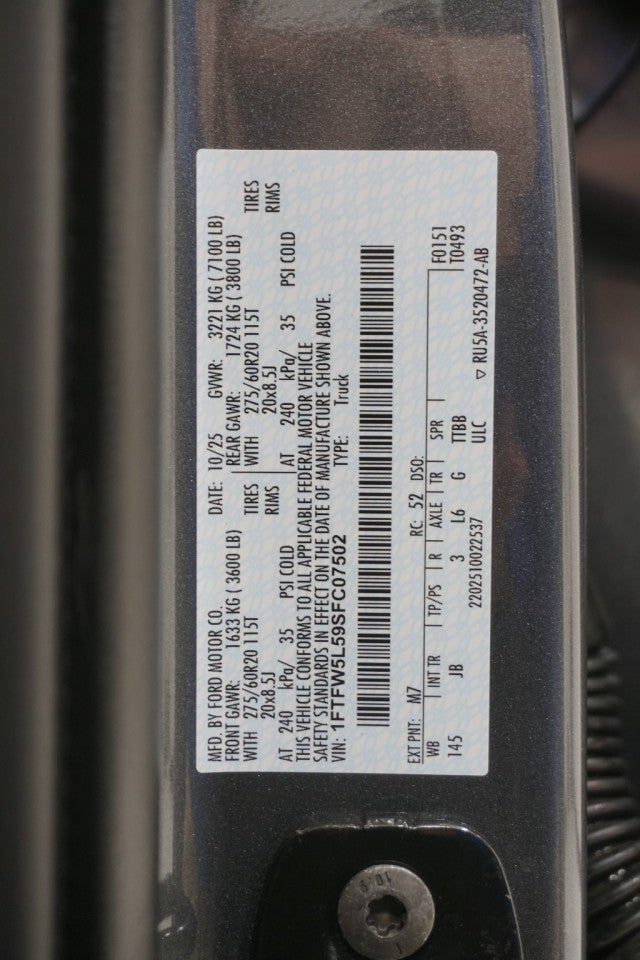 MFD. BY FORD MOTOR CO. DATE: 10/25 GVWR: 3221 KG ( 7100 LB)
FRONT GAWR: 1633 KG ( 3600 LB) REAR GAWR: 1724 KG ( 3800 LB)
WITH 275/60R20 115T TIRES WITH 275/60R20 115T TIRES
20x8.5J RIMS 20x8.5J RIMS
AT 240 kPa/ 35 PSI COLD AT 240 kPa/ 35 PSI COLD
THIS VEHICLE CONFORMS TO ALL APPLICABLE FEDERAL MOTOR VEHICLE
SAFETY STANDARDS IN EFFECT ON THE DATE OF MANUFACTURE SHOWN ABOVE.
VIN: 1FTFW5L59SFC07502 TYPE: Truck
EXT PNT: M7 RC: 52 DSO: F0151
WB INT TR TP/PS R AXLE TR SPR T0493
145 JB 3 L6 G TTBB
2202510022537 ULC ▽ RU5A-3520472-AB
10.9